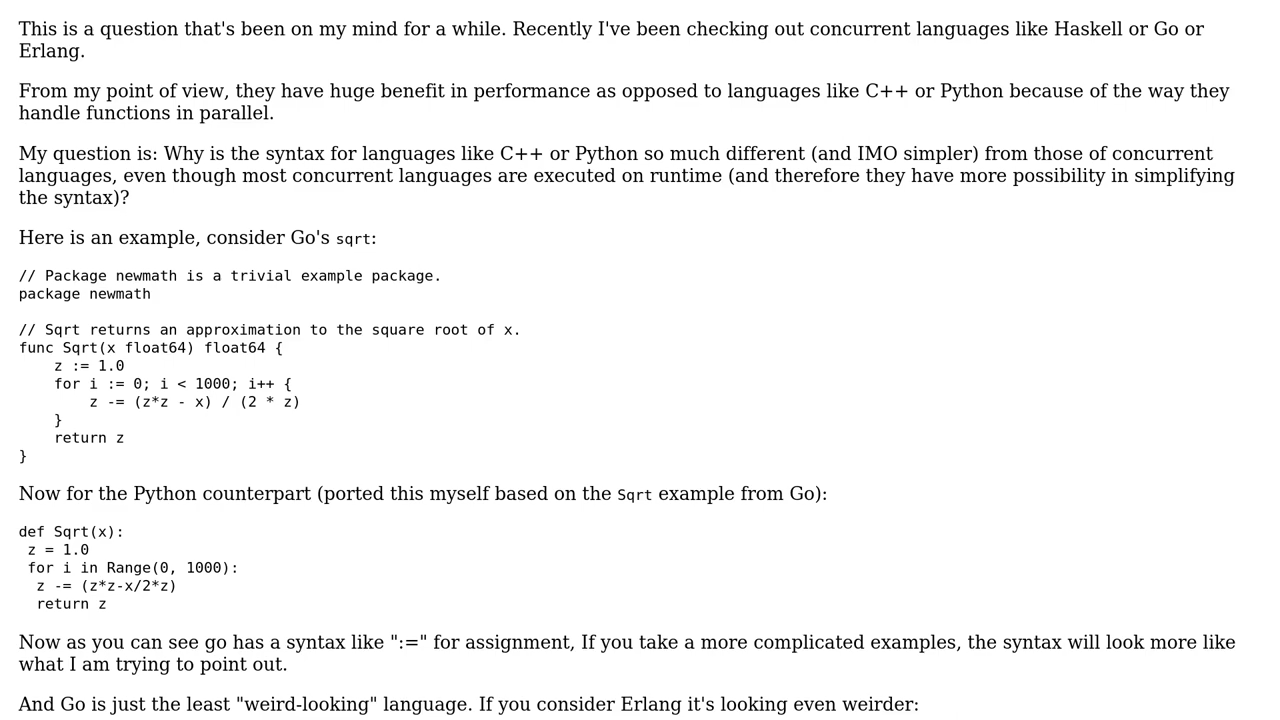 This is a question that's been on my mind for a while. Recently I've been checking out concurrent languages like Haskell or Go or
Erlang.
From my point of view, they have huge benefit in performance as opposed to languages like C++ or Python because of the way they
handle functions in parallel.
My question is: Why is the syntax for languages like C++ or Python so much different (and IMO simpler) from those of concurrent
languages, even though most concurrent languages are executed on runtime (and therefore they have more possibility in simplifying
the syntax)?
Here is an example, consider Go's sqrt:
// Package newmath is a trivial example package.
package newmath
// Sqrt returns an approximation to the square root of x.
func Sqrt(x float64) float64 {
    z := 1.0
    for i := 0; i < 1000; i++ {
        z -= (z*z - x) / (2 * z)
    }
    return z
}
Now for the Python counterpart (ported this myself based on the Sqrt example from Go):
def Sqrt(x):
 z = 1.0
 for i in Range(0, 1000):
  z -= (z*z-x/2*z)
  return z
Now as you can see go has a syntax like ":=" for assignment, If you take a more complicated examples, the syntax will look more like
what I am trying to point out.
And Go is just the least "weird-looking" language. If you consider Erlang it's looking even weirder: